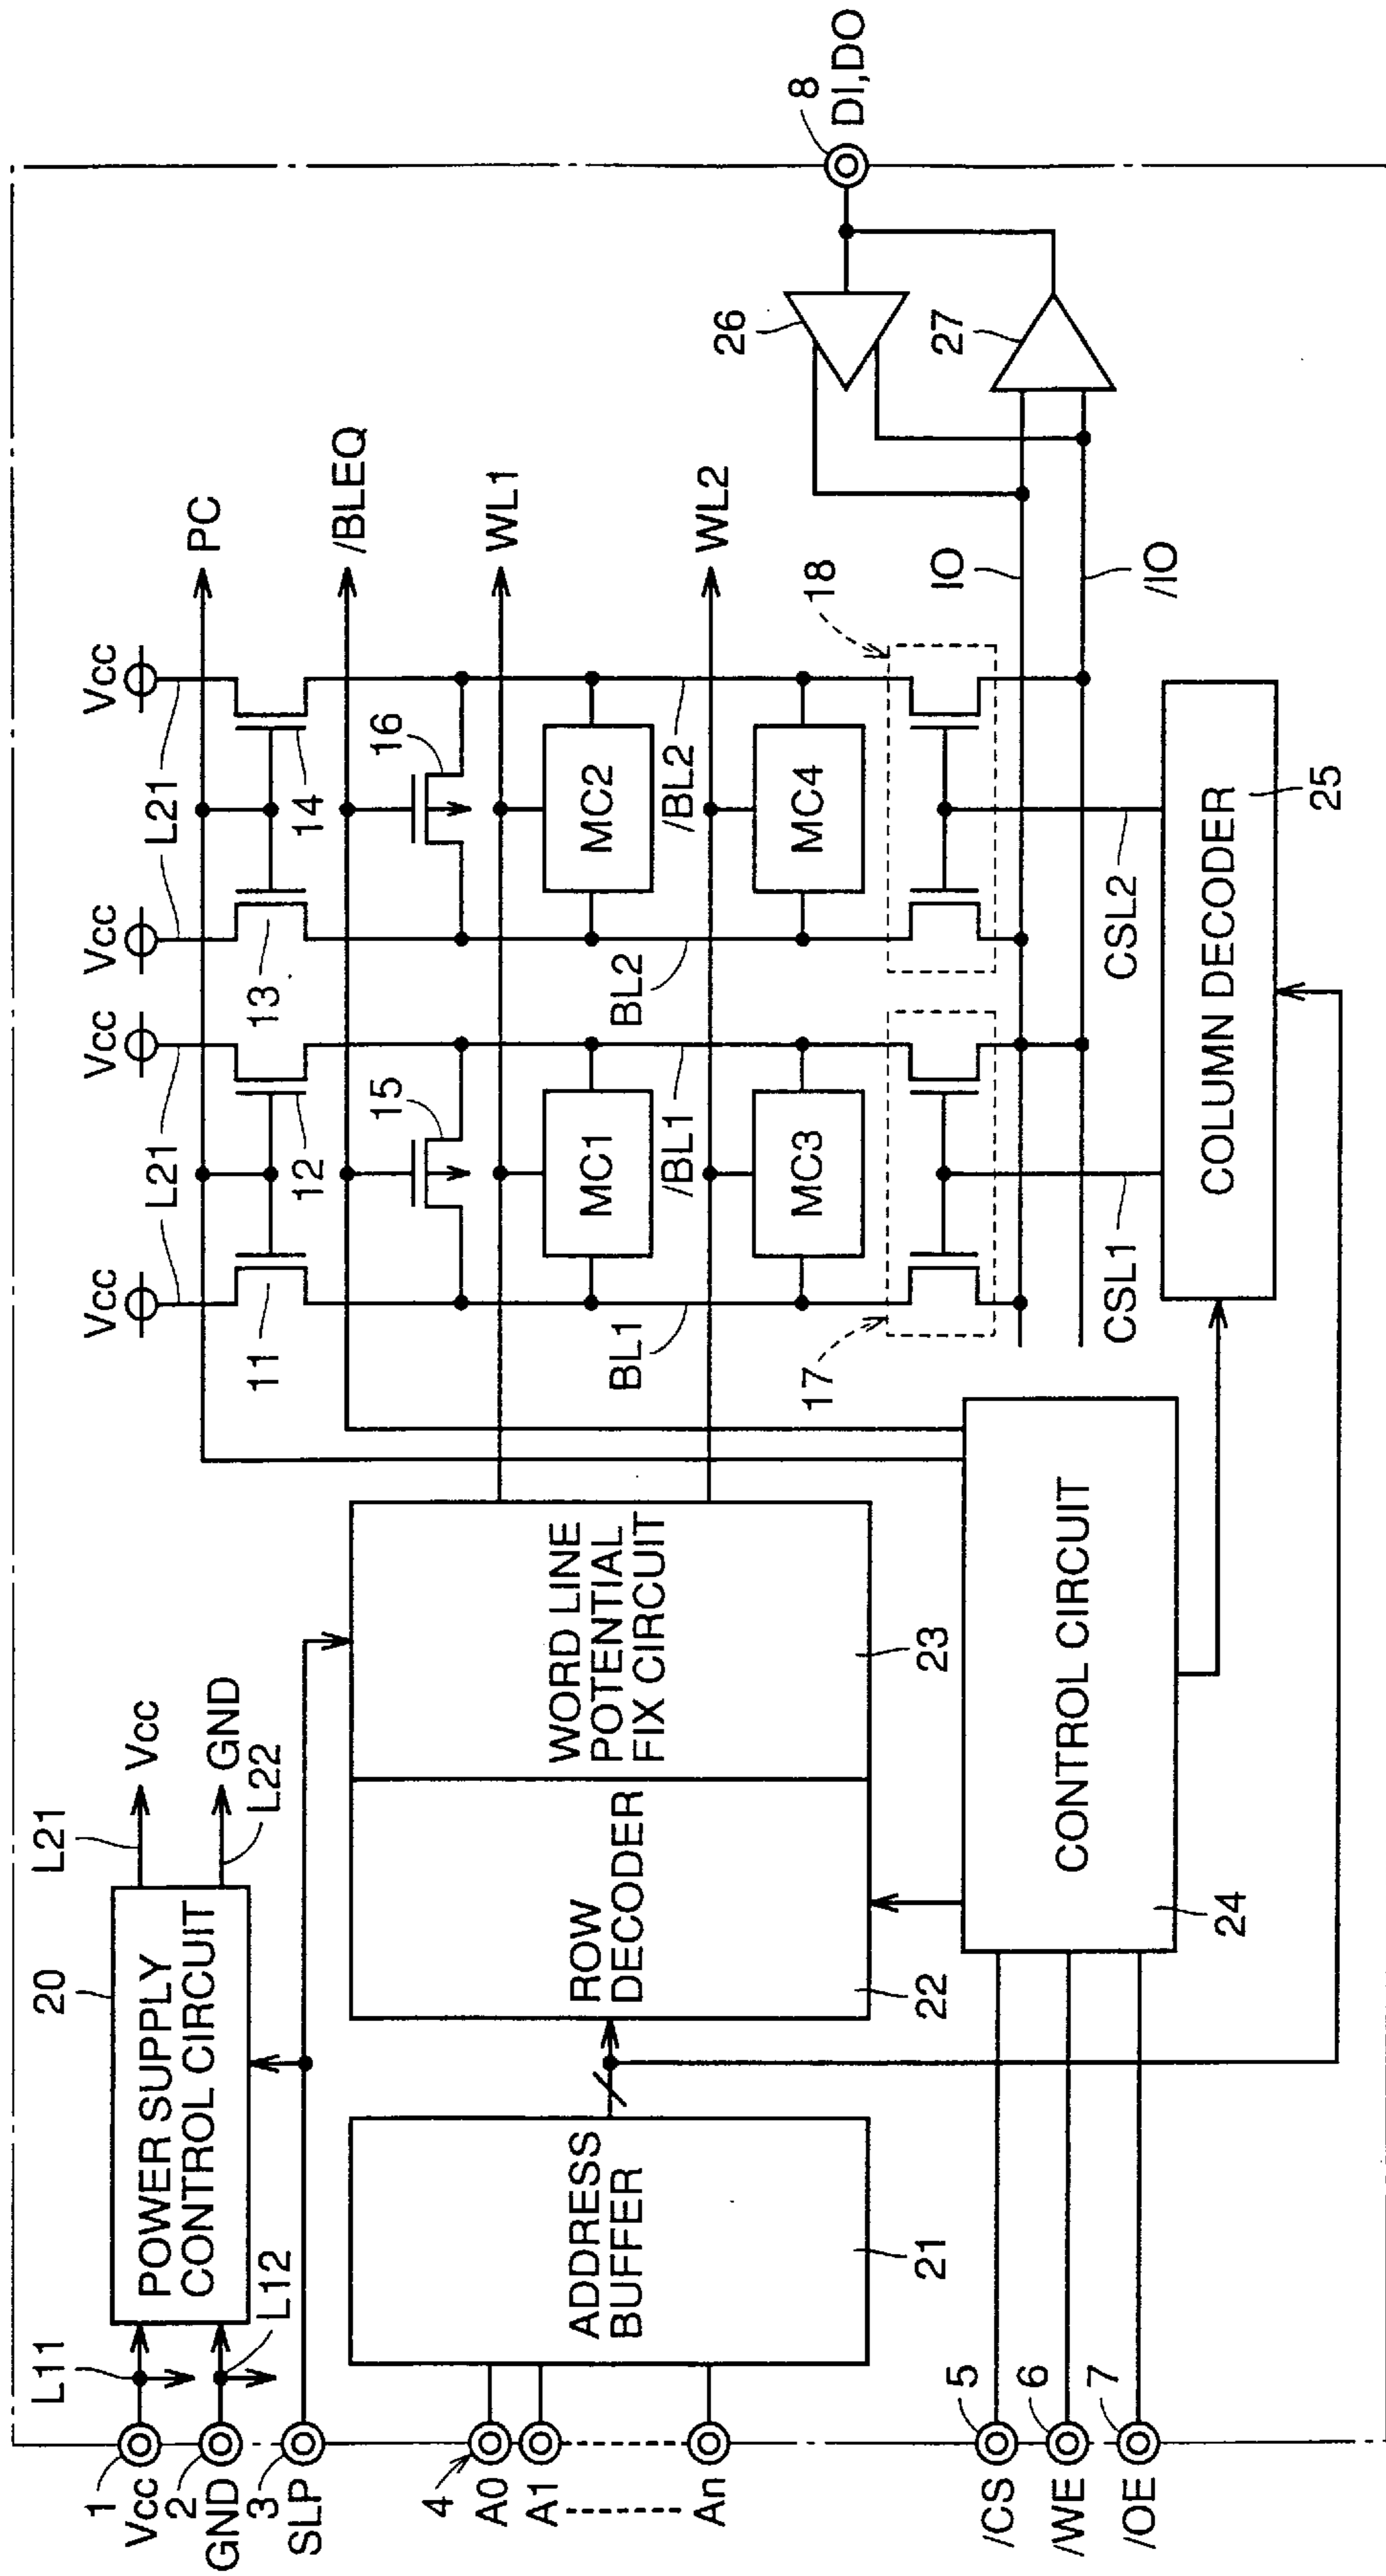 1
Vcc
2
GND
3
SLP
4
A0
A1
An
5
/CS
6
/WE
7
/OE
L11
L12
20
POWER SUPPLY
CONTROL CIRCUIT
L21
Vcc
GND
L22
ADDRESS
BUFFER
21
ROW
DECODER
22
WORD LINE
POTENTIAL
FIX CIRCUIT
23
CONTROL CIRCUIT
24
Vcc
L21
Vcc
Vcc
L21
Vcc
11
12
13
14
PC
15
16
/BLEQ
WL1
MC1
MC2
BL1
/BL1
BL2
/BL2
WL2
MC3
MC4
17
18
IO
/IO
CSL1
CSL2
COLUMN DECODER
25
26
27
8
DI,DO